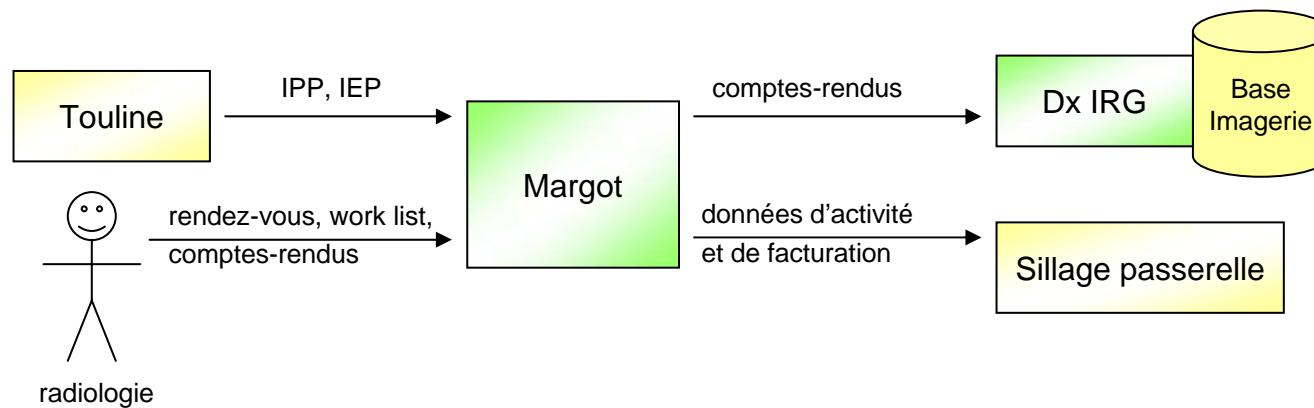 Touline
IPP, IEP
Margot
comptes-rendus
Dx IRG
Base
Imagerie
rendez-vous, work list,
comptes-rendus
données d'activité
et de facturation
Sillage passerelle
radiologie